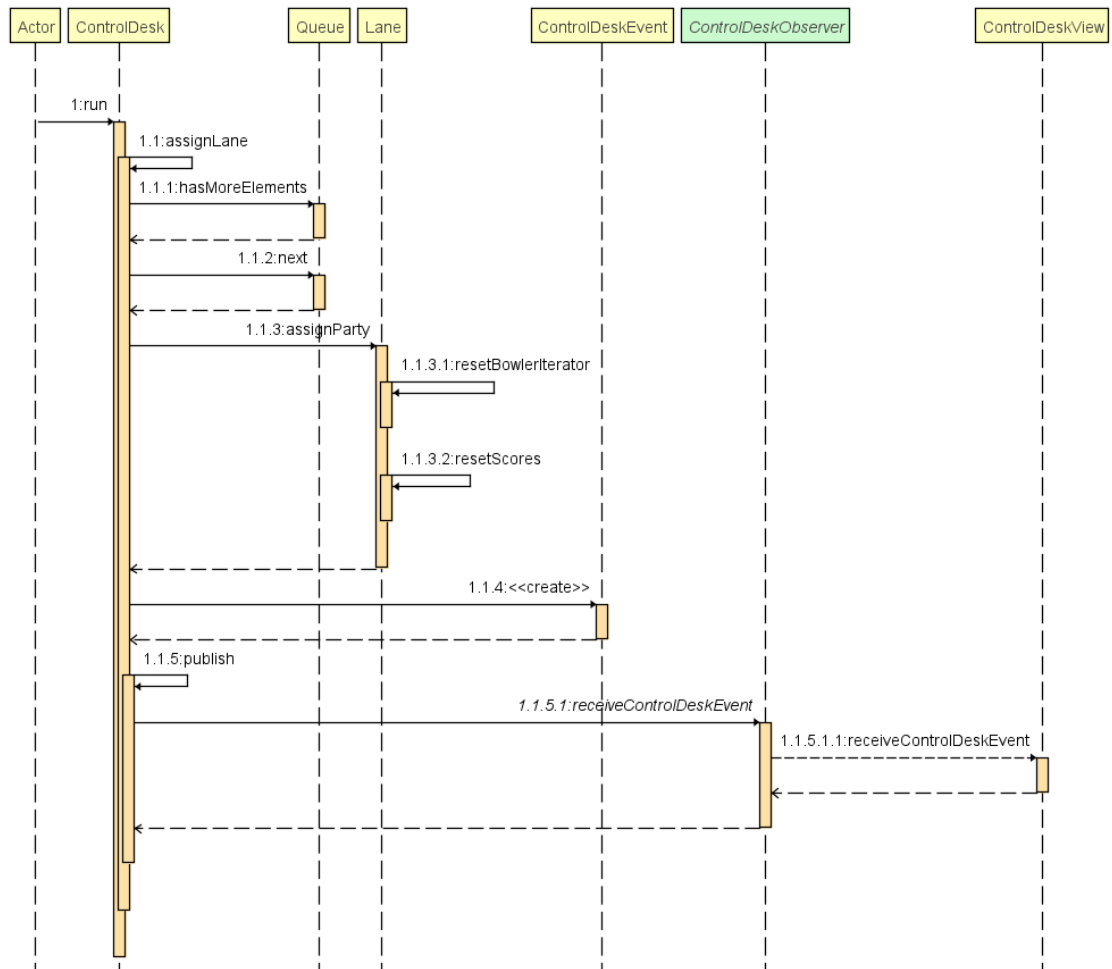 Actor
ControlDesk
Queue
Lane
ControlDeskEvent
ControlDeskObserver
ControlDeskView
1:run
1.1:assignLane
1.1.1:hasMoreElements
1.1.2:next
1.1.3:assignParty
1.1.3.1:resetBowlerIterator
1.1.3.2:resetScores
1.1.4:<<create>>
1.1.5:publish
1.1.5.1:receiveControlDeskEvent
1.1.5.1.1:receiveControlDeskEvent